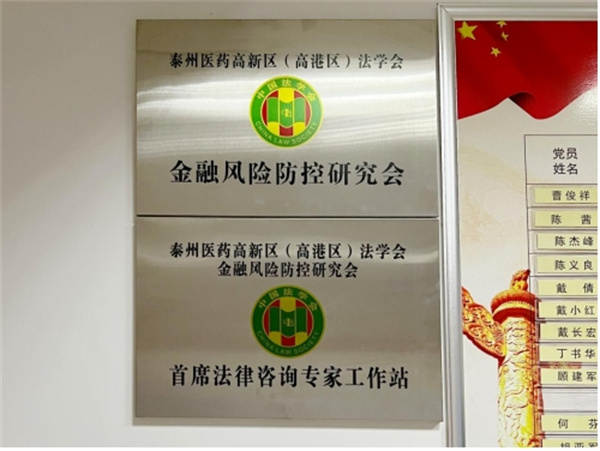 泰州医药高新区（高港区）法学会
中国法学会
CHINA LAW SOCIETY
金融风险防控研究会
泰州医药高新区（高港区）法学会
金融风险防控研究会
中国法学会
CHINA LAW SOCIETY
首席法律咨询专家工作站
党员
姓名
曹俊祥
陈茜
陈杰峰
陈义良
戴倩
戴小红
戴长宏
丁书华
顾建军
何芬